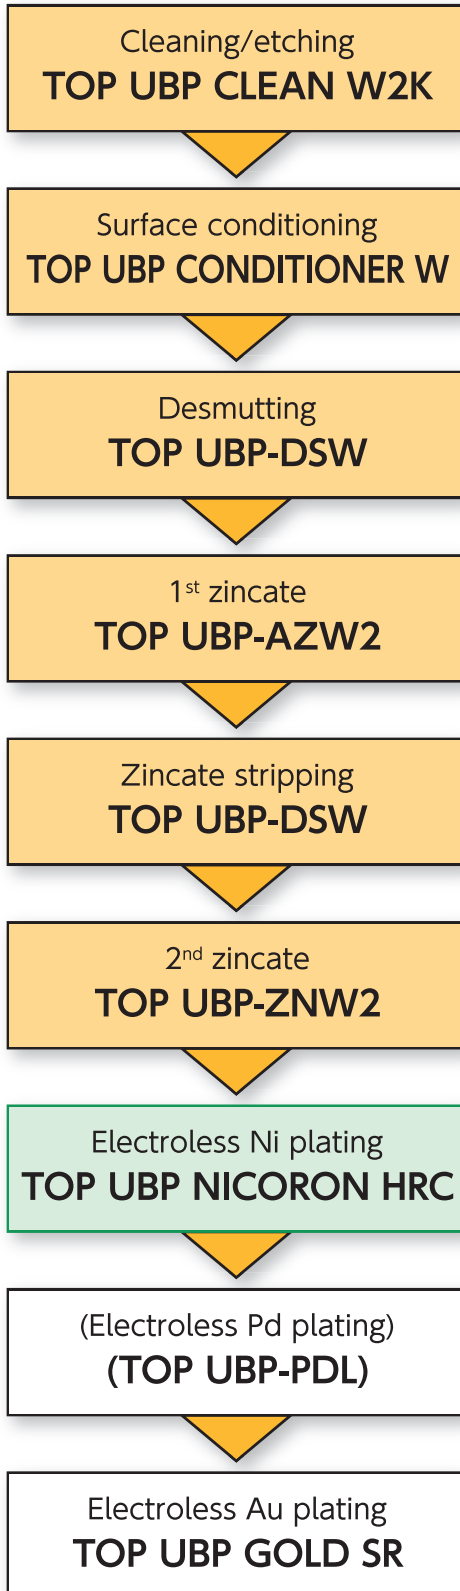 Cleaning/etching
TOP UBP CLEAN W2K
Surface conditioning
TOP UBP CONDITIONER W
Desmutting
TOP UBP-DSW
1st zincate
TOP UBP-AZW2
Zincate stripping
TOP UBP-DSW
2nd zincate
TOP UBP-ZNW2
Electroless Ni plating
TOP UBP NICORON HRC
(Electroless Pd plating)
(TOP UBP-PDL)
Electroless Au plating
TOP UBP GOLD SR